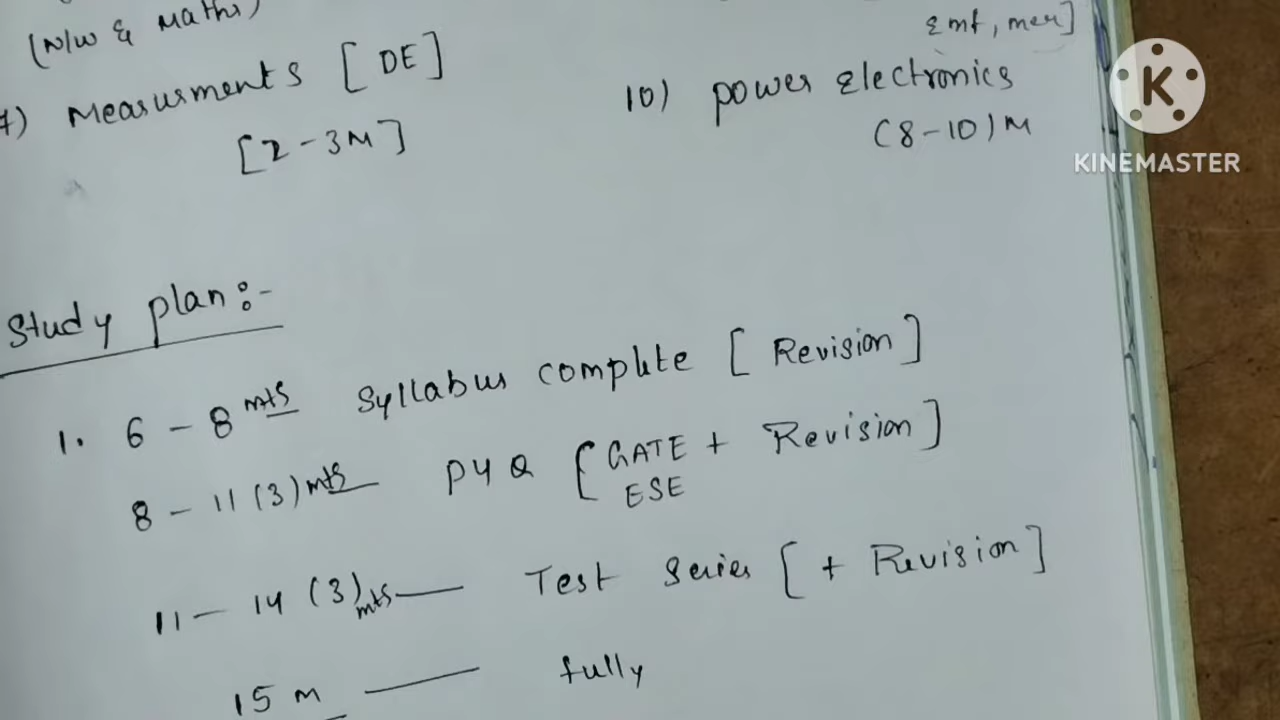 (N/W & Maths)
7) Measurments [DE]
[2 - 3M]
EMF, mer]
10) power Electronics
(8-10) M
K
KINEMASTER
Study plan:-
1. 6 - 8 mts Syllabus complete [Revision]
8 - 11 (3) mts — PYQ [GATE + Revision]
ESE
11 - 14 (3) mts — Test Series [+ Revision]
15 M — fully